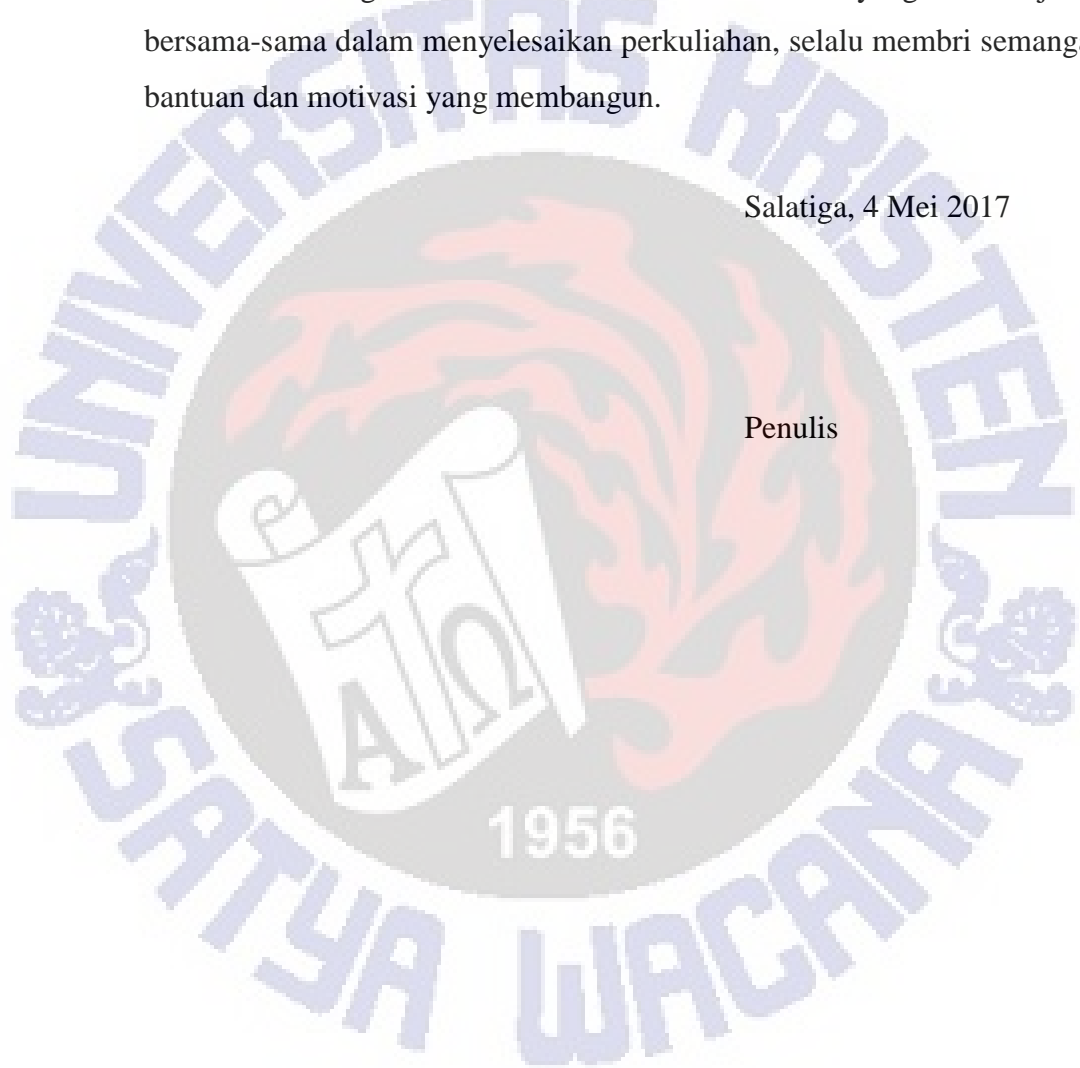 bersama-sama dalam menyelesaikan perkuliahan, selalu membri
bantuan dan motivasi yang membangun.
Salatiga, 4 Mei 2017
Penulis
UNIVERSITAS KRISTEN
SATYA WACANA
Α Ω
1956